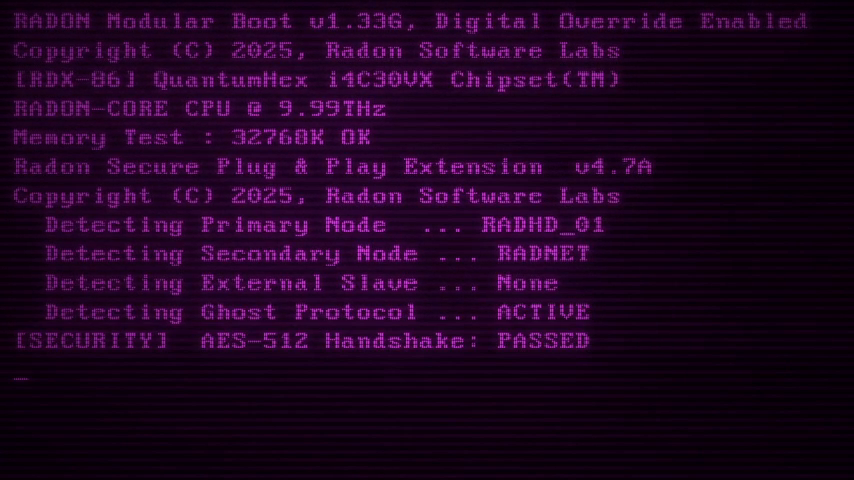 RADON Modular Boot v1.33G, Digital Override Enabled
Copyright (C) 2025, Radon Software Labs
[RDX-86] QuantumHex i4C30VX Chipset(TM)
RADON-CORE CPU @ 9.99THz
Memory Test : 32760K OK
Radon Secure Plug & Play Extension  v4.7A
Copyright (C) 2025, Radon Software Labs
  Detecting Primary Node  ... RADHD_01
  Detecting Secondary Node ... RADNET
  Detecting External Slave ... None
  Detecting Ghost Protocol ... ACTIVE
[SECURITY]  AES-512 Handshake: PASSED
_